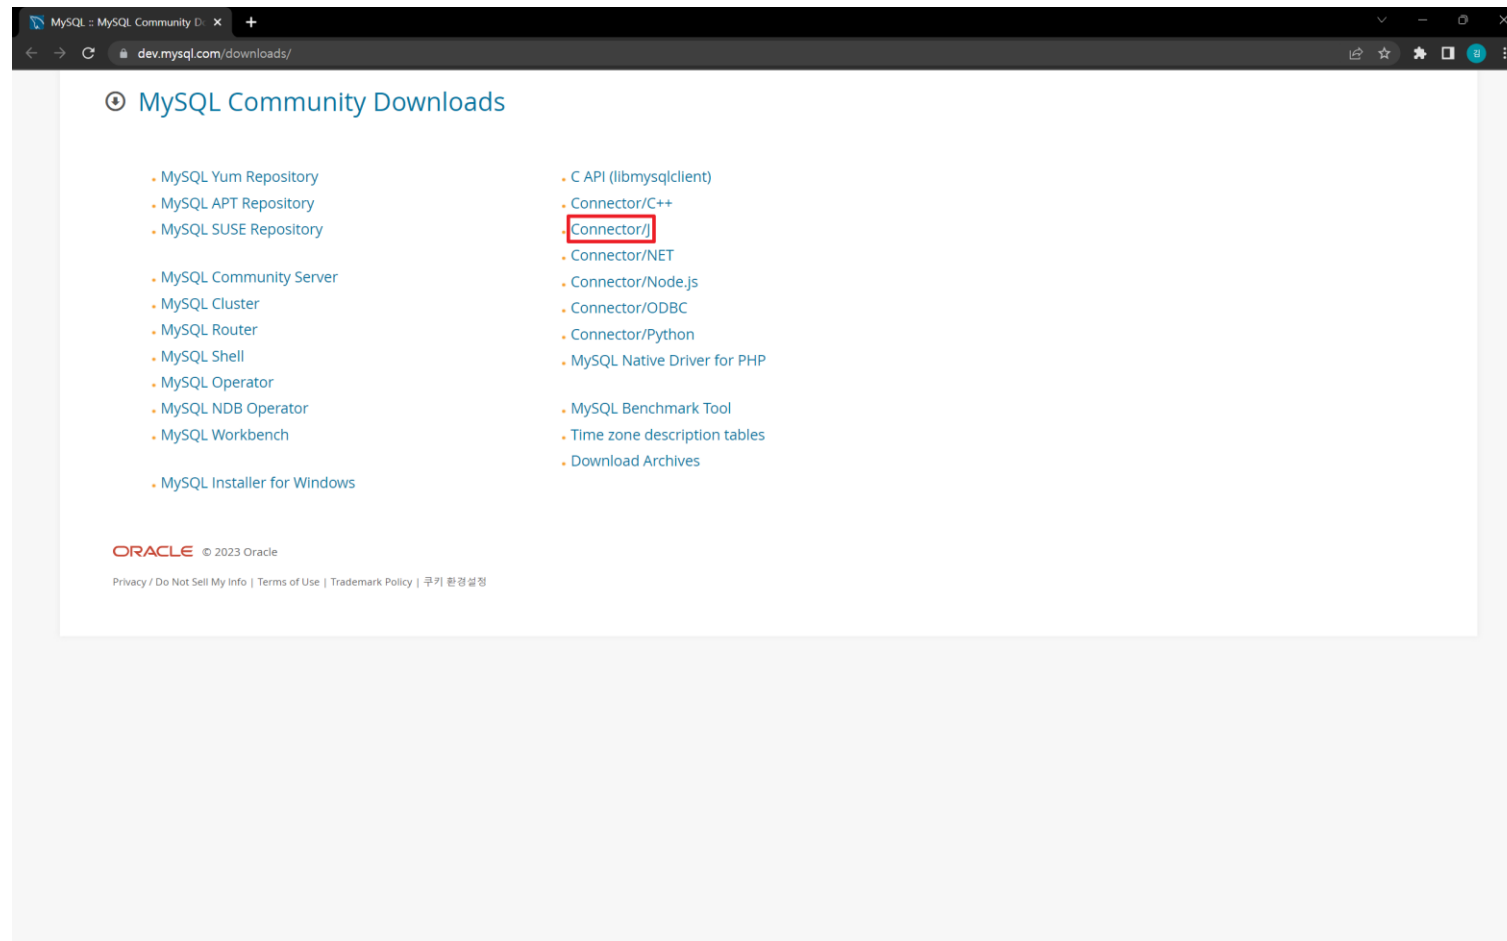 MySQL :: MySQL Community D
dev.mysql.com/downloads/
김
MySQL Community Downloads
MySQL Yum Repository
MySQL APT Repository
MySQL SUSE Repository
MySQL Community Server
MySQL Cluster
MySQL Router
MySQL Shell
MySQL Operator
MySQL NDB Operator
MySQL Workbench
MySQL Installer for Windows
C API (libmysqlclient)
Connector/C++
Connector/J
Connector/NET
Connector/Node.js
Connector/ODBC
Connector/Python
MySQL Native Driver for PHP
MySQL Benchmark Tool
Time zone description tables
Download Archives
ORACLE © 2023 Oracle
Privacy / Do Not Sell My Info | Terms of Use | Trademark Policy | 쿠키 환경설정